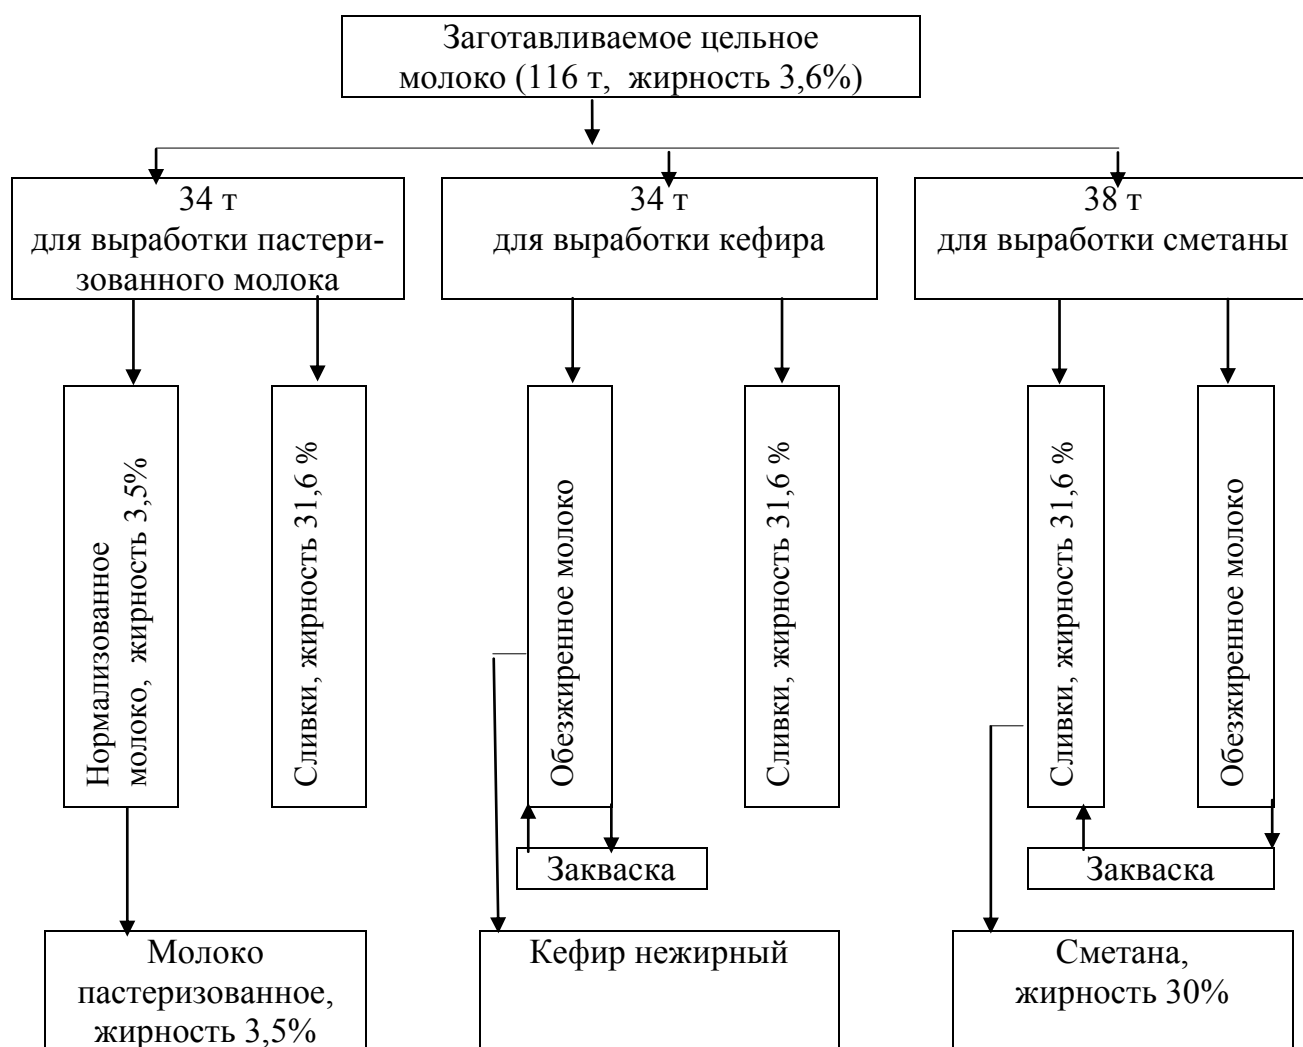 Заготавливаемое цельное
молоко (116 т, жирность 3,6%)
34 т
для выработки пастери-
зованного молока
34 т
для выработки кефира
38 т
для выработки сметаны
Нормализованное
молоко, жирность 3,5%
Сливки, жирность 31,6 %
Обезжиренное молоко
Сливки, жирность 31,6 %
Сливки, жирность 31,6 %
Обезжиренное молоко
Закваска
Закваска
Молоко
пастеризованное,
жирность 3,5%
Кефир нежирный
Сметана,
жирность 30%